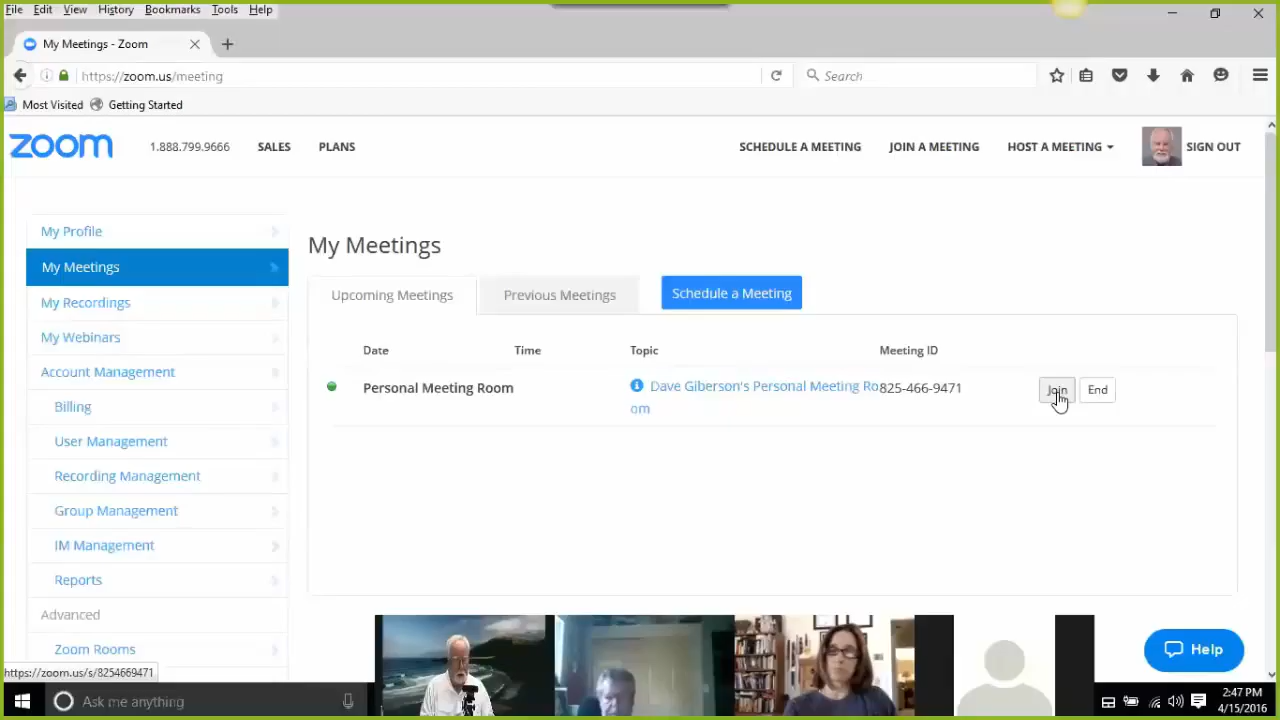 File Edit View History Bookmarks Tools Help
My Meetings - Zoom
https://zoom.us/meeting
Search
Most Visited Getting Started
zoom 1.888.799.9666 SALES PLANS SCHEDULE A MEETING JOIN A MEETING HOST A MEETING SIGN OUT
My Profile
My Meetings
My Recordings
My Webinars
Account Management
Billing
User Management
Recording Management
Group Management
IM Management
Reports
Advanced
Zoom Rooms
My Meetings
Upcoming Meetings Previous Meetings Schedule a Meeting
Date Time Topic Meeting ID
Personal Meeting Room Dave Giberson's Personal Meeting Ro 825-466-9471 Join End
om
Help
https://zoom.us/s/8254669471
Ask me anything
2:47 PM
4/15/2016